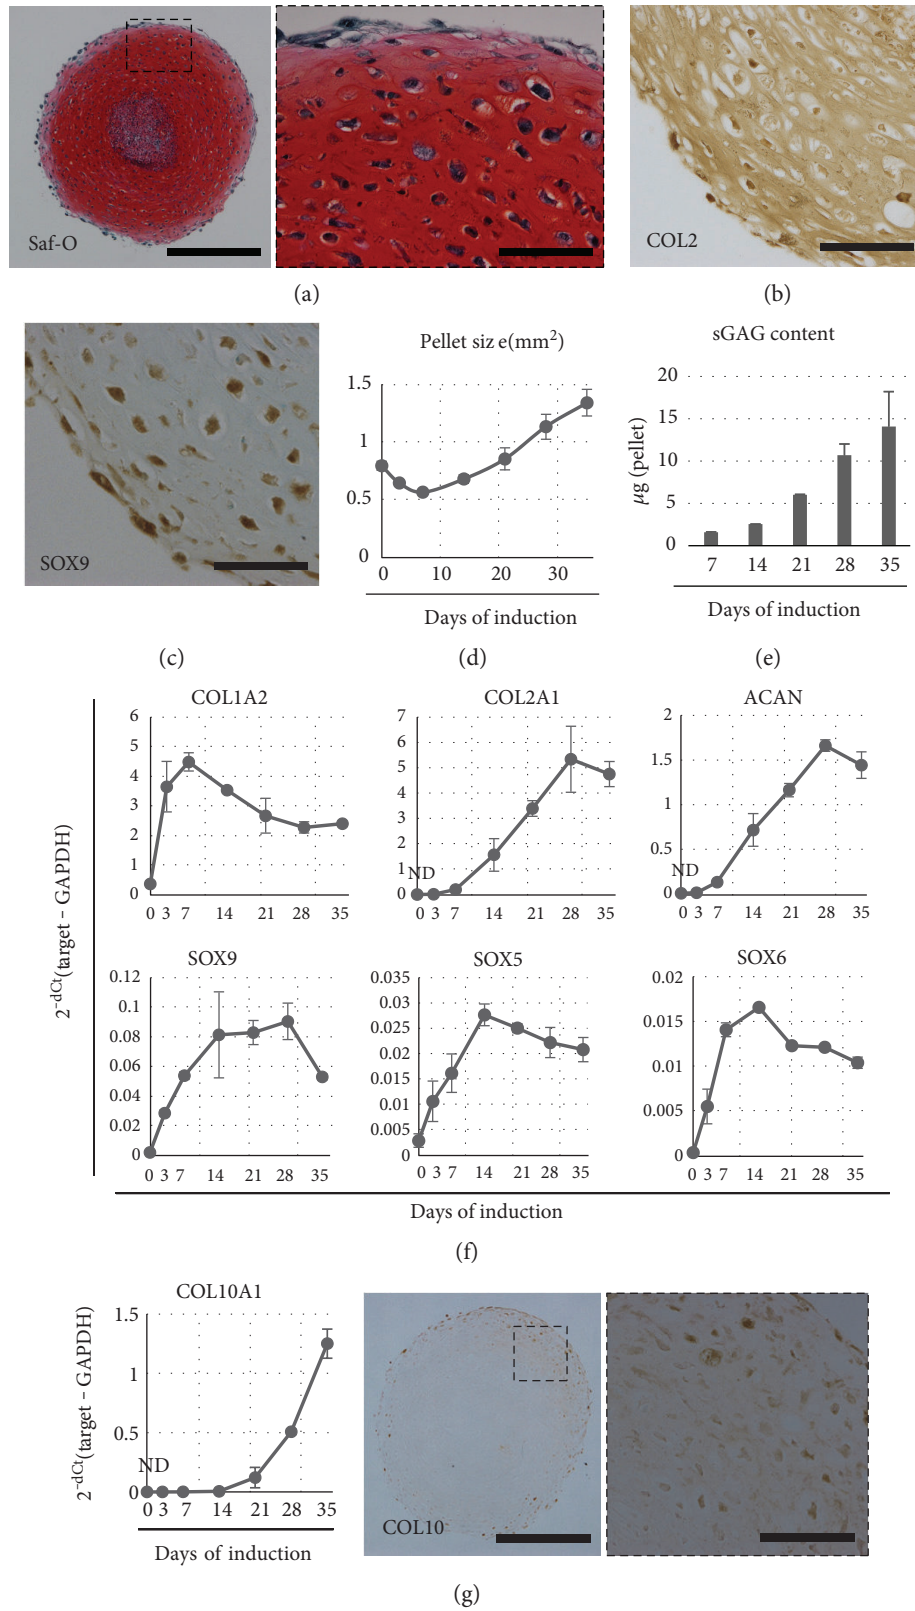 Saf-O
COL2
(a)
(b)
SOX9
Pellet siz e(mm²)
1.5
1
0.5
0
0 10 20 30
Days of induction
sGAG content
µg (pellet)
20
15
10
5
0
7 14 21 28 35
Days of induction
(c)
(d)
(e)
2^-dCt(target – GAPDH)
COL1A2
6
5
4
3
2
1
0
0 3 7 14 21 28 35
COL2A1
7
6
5
4
3
2
1
0
ND
0 3 7 14 21 28 35
ACAN
2
1.5
1
0.5
0
ND
0 3 7 14 21 28 35
SOX9
0.12
0.1
0.08
0.06
0.04
0.02
0
0 3 7 14 21 28 35
SOX5
0.035
0.03
0.025
0.02
0.015
0.01
0.005
0
0 3 7 14 21 28 35
SOX6
0.02
0.015
0.01
0.005
0
0 3 7 14 21 28 35
Days of induction
(f)
COL10A1
2^-dCt(target – GAPDH)
1.5
1
0.5
0
ND
0 3 7 14 21 28 35
Days of induction
COL10
(g)